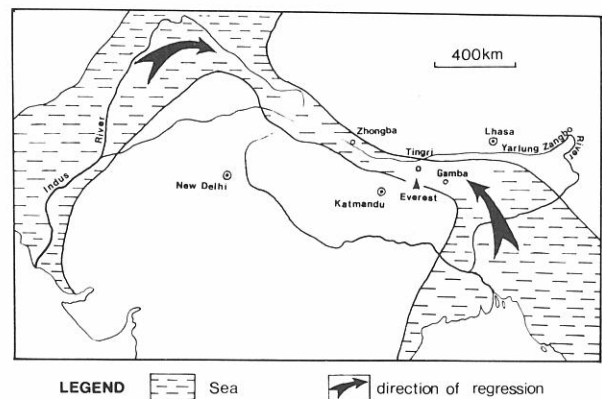 400km
Zhongba
Lhasa
Tingri
Yarlung Zangbo
River
Gamba
Everest
Katmandu
New Delhi
Indus
River
LEGEND
Sea
direction of regression